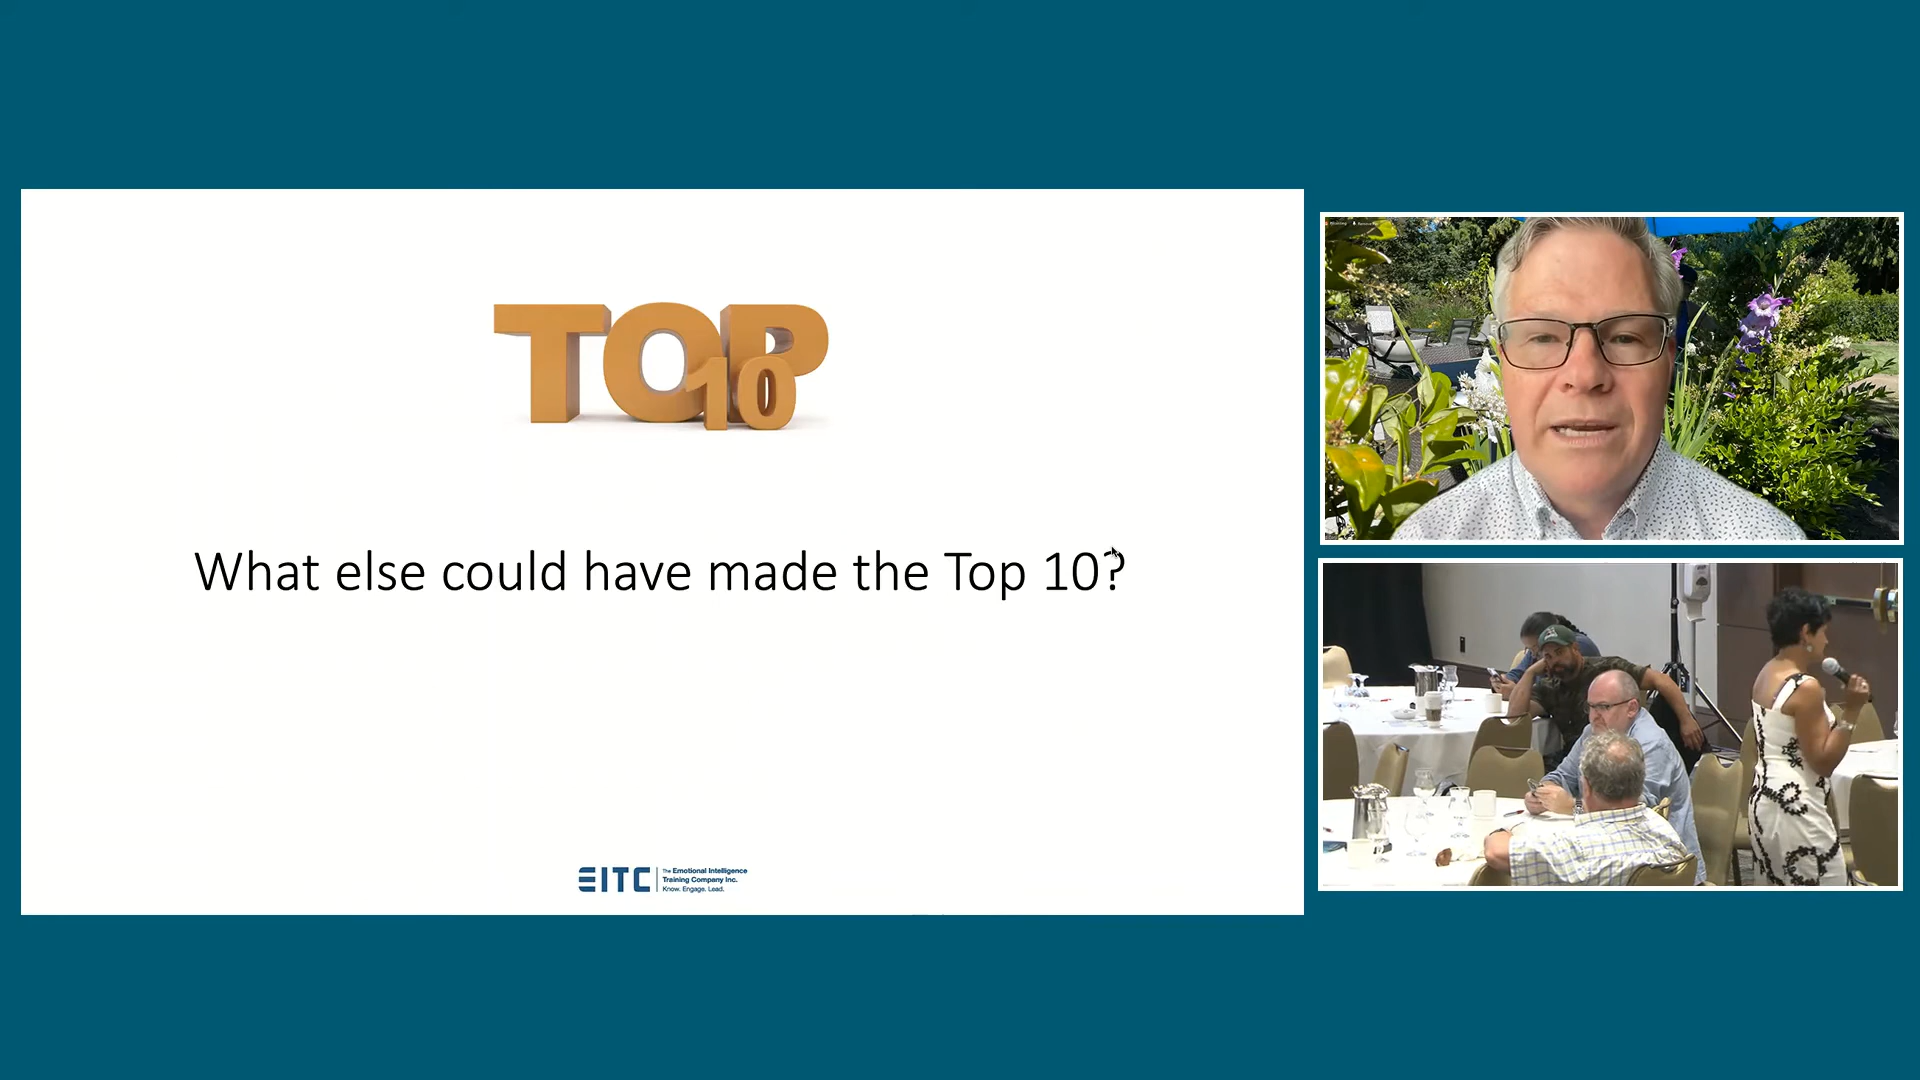 TOP
10
What else could have made the Top 10?
EITC
The Emotional Intelligence
Training Company Inc.
Know. Engage. Lead.